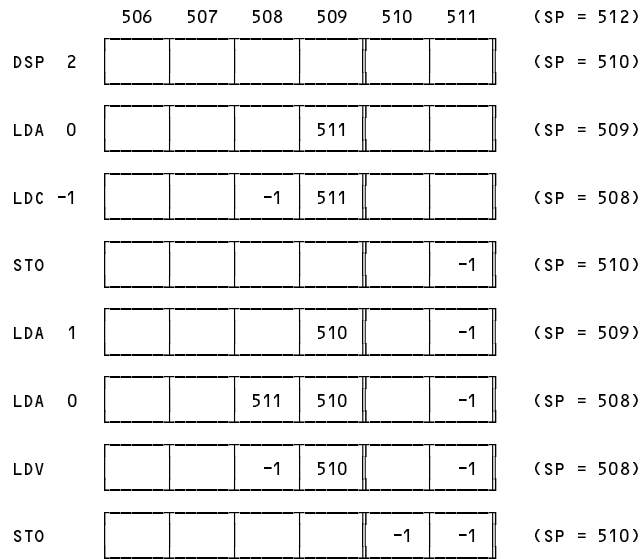 506 507 508 509 510 511 (SP = 512)
DSP 2 (SP = 510)
LDA 0 511 (SP = 509)
LDC -1 -1 511 (SP = 508)
STO -1 (SP = 510)
LDA 1 510 -1 (SP = 509)
LDA 0 511 510 -1 (SP = 508)
LDV -1 510 -1 (SP = 508)
STO -1 -1 (SP = 510)